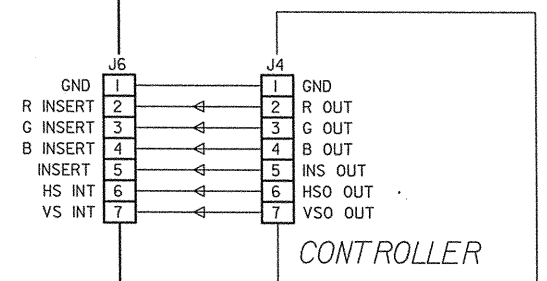 J6 J4
GND 1 1 GND
R INSERT 2 2 R OUT
G INSERT 3 3 G OUT
B INSERT 4 4 B OUT
INSERT 5 5 INS OUT
HS INT 6 6 HSO OUT
VS INT 7 7 VSO OUT
CONTROLLER